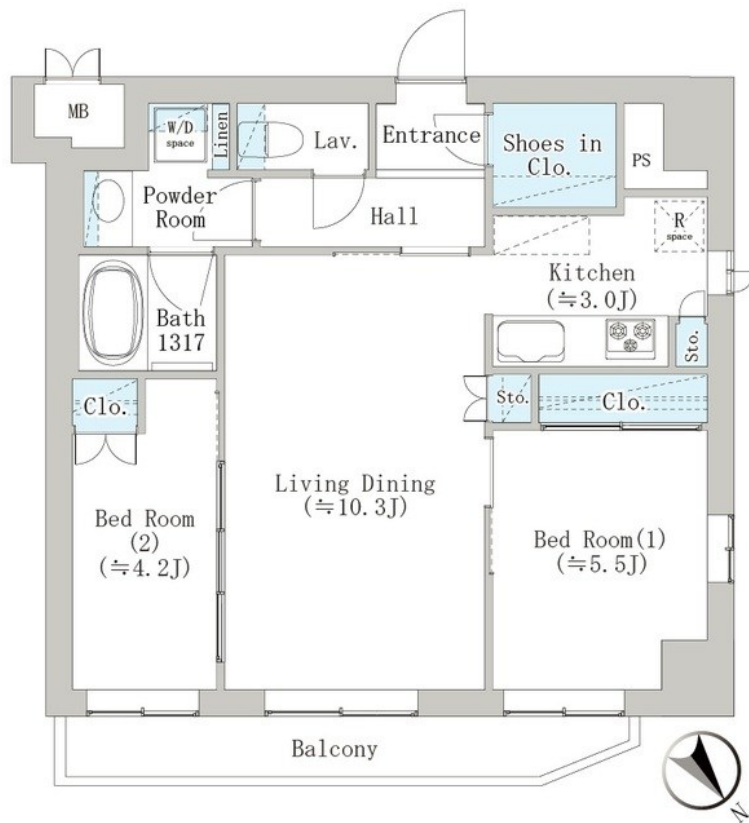 MB
W/D
space
Linen
Lav.
Entrance
Shoes in
Clo.
PS
Powder
Room
Hall
R
space
Kitchen
(≒3.0J)
Bath
1317
Sto.
Clo.
Sto.
Clo.
Living Dining
(≒10.3J)
Bed Room
(2)
(≒4.2J)
Bed Room(1)
(≒5.5J)
Balcony
N